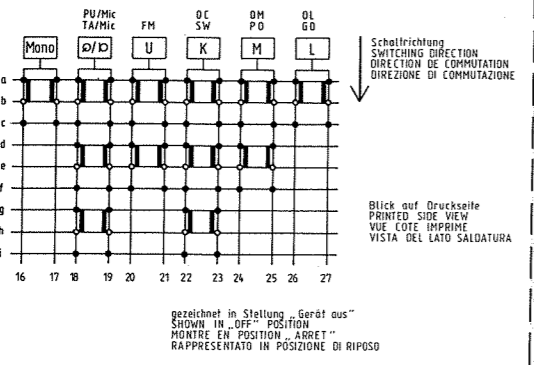 PU/Mic OC OM OL
TA/Mic FM SW PO GO
Mono U K M L
Schaltrichtung
SWITCHING DIRECTION
DIRECTION DE COMMUTATION
DIREZIONE DI COMMUTAZIONE
a
b
c
d
e
f
g
h
i
Blick auf Druckseite
PRINTED SIDE VIEW
VUE COTE IMPRIME
VISTA DEL LATO SALDATURA
16 17 18 19 20 21 22 23 24 25 26 27
gezeichnet in Stellung „Gerät aus"
SHOWN IN „OFF" POSITION
MONTRE EN POSITION „ARRET"
RAPPRESENTATO IN POSIZIONE DI RIPOSO